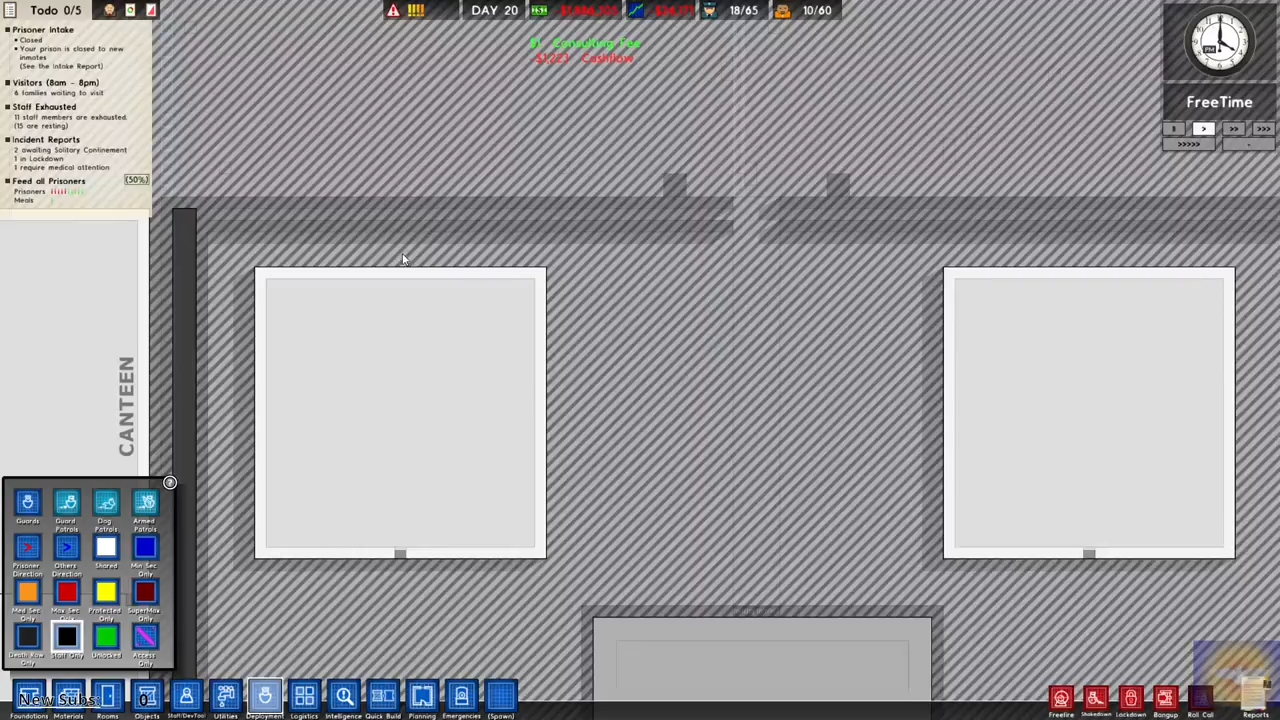 Todo 0/5
DAY 20
18/65
10/60
Prisoner Intake
Closed
Your prison is closed to new
inmates
(See the Intake Report)
Visitors (8am - 8pm)
6 families waiting to visit
Staff Exhausted
11 staff members are exhausted.
(15 are resting)
Incident Reports
2 awaiting Solitary Confinement
1 in Lockdown
1 require medical attention
Feed all Prisoners (50%)
Prisoners
Meals
$1 Consulting Fee
$1,223 Cashflow
PM
FreeTime
CANTEEN
?
Guards Guard Patrols Dog Patrols Armed Patrols
Prisoner Direction Others Direction Shared Min Sec Only
Med Sec Only Max Sec Only Protected Only SuperMax Only
Death Row Only Staff Only Unlocked Access Only
New Subs: 0
Foundations Materials Rooms Objects Staff/DevTool Utilities Deployment Logistics Intelligence Quick Build Planning Emergencies (Spawn)
Freefire Shakedown Lockdown Bangup Roll Call Reports